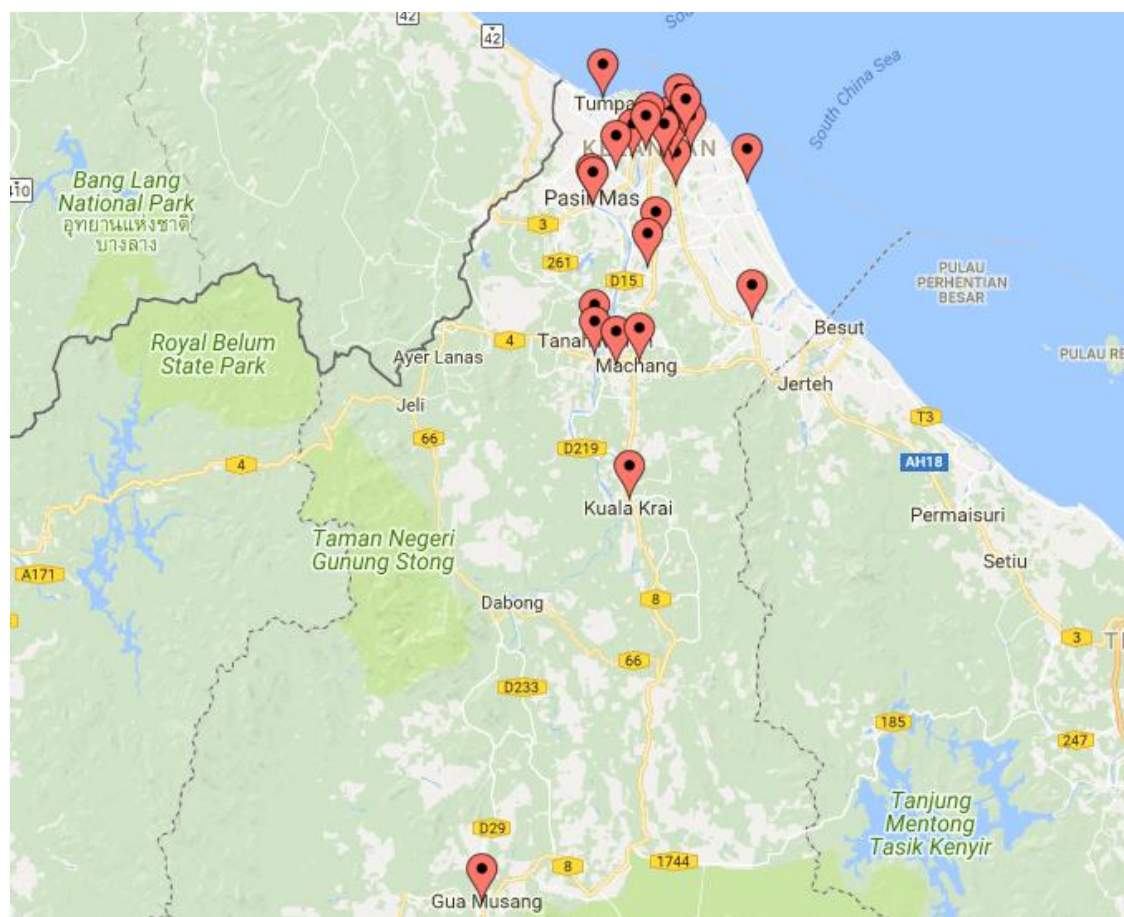 42
42
South China Sea
410
Bang Lang
National Park
อุทยานแห่งชาติ
บางลาง
Pasir Mas
3
261
D15
PULAU
PERHENTIAN
BESAR
Royal Belum
State Park
Ayer Lanas
4
Machang
Besut
Jerteh
Jeli
66
T3
4
D219
AH18
Kuala Krai
Permaisuri
Taman Negeri
Gunung Stong
Setiu
A171
Dabong
8
3
66
D233
185
247
Tanjung
Mentong
Tasik Kenyir
D29
8
1744
Gua Musang